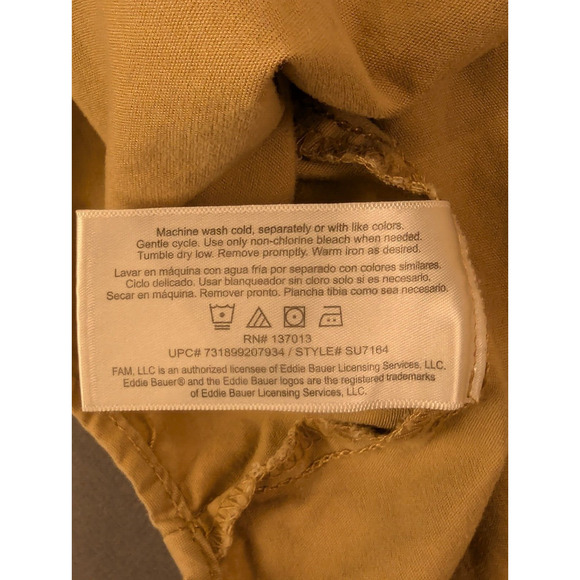 Machine wash cold, separately or with like colors.
Gentle cycle. Use only non-chlorine bleach when needed.
Tumble dry low. Remove promptly. Warm iron as desired.
Lavar en máquina con agua fría por separado con colores similares.
Ciclo delicado. Usar blanqueador sin cloro solo si es necesario.
Secar en máquina. Remover pronto. Plancha tibia como sea necesario.
RN# 137013
UPC# 731899207934 / STYLE# SU7164
FAM, LLC is an authorized licensee of Eddie Bauer Licensing Services, LLC.
Eddie Bauer® and the Eddie Bauer logos are the registered trademarks
of Eddie Bauer Licensing Services, LLC.